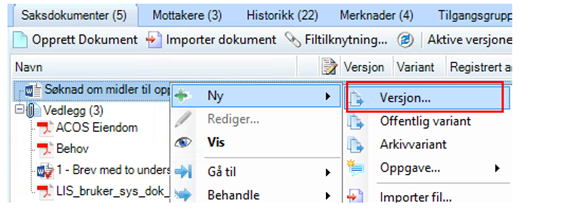 Saksdokumenter (5) Mottakere (3) Historikk (22) Merknader (4) Tilgangsgrupp
Opprett Dokument Importer dokument Filtilknytning... Aktive versjone
Navn Versjon Variant Registrert a
Søknad om midler til opp Ny Versjon...
Vedlegg (3) Rediger... Offentlig variant
ACOS Eiendom Vis Arkivvariant
Behov
1 - Brev med to unders Gå til Oppgave...
LIS_bruker_sys_dok_ Behandle Importer fil...